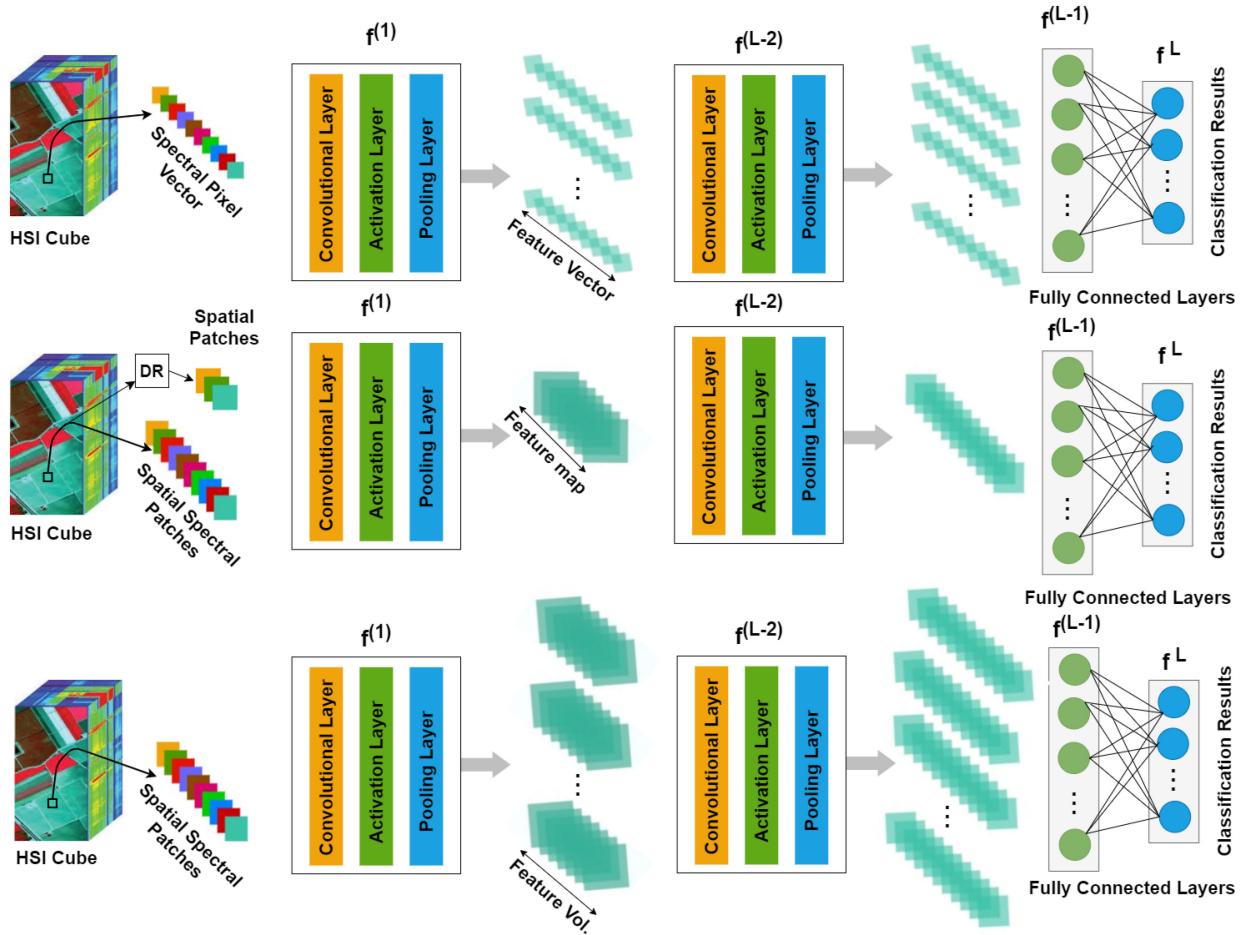 f(1)
f(L-2)
f(L-1)
f L
Convolutional Layer
Activation Layer
Pooling Layer
Convolutional Layer
Activation Layer
Pooling Layer
Classification Results
Spectral Pixel
Vector
HSI Cube
...
Feature Vector
...
...
...
Fully Connected Layers
f(1)
f(L-2)
f(L-1)
f L
Spatial
Patches
DR
Convolutional Layer
Activation Layer
Pooling Layer
Feature map
Convolutional Layer
Activation Layer
Pooling Layer
...
...
Classification Results
Spatial Spectral
Patches
HSI Cube
Fully Connected Layers
f(1)
f(L-2)
f(L-1)
f L
Convolutional Layer
Activation Layer
Pooling Layer
...
Convolutional Layer
Activation Layer
Pooling Layer
...
...
...
Classification Results
Spatial Spectral
Patches
HSI Cube
Feature Vol.
Fully Connected Layers